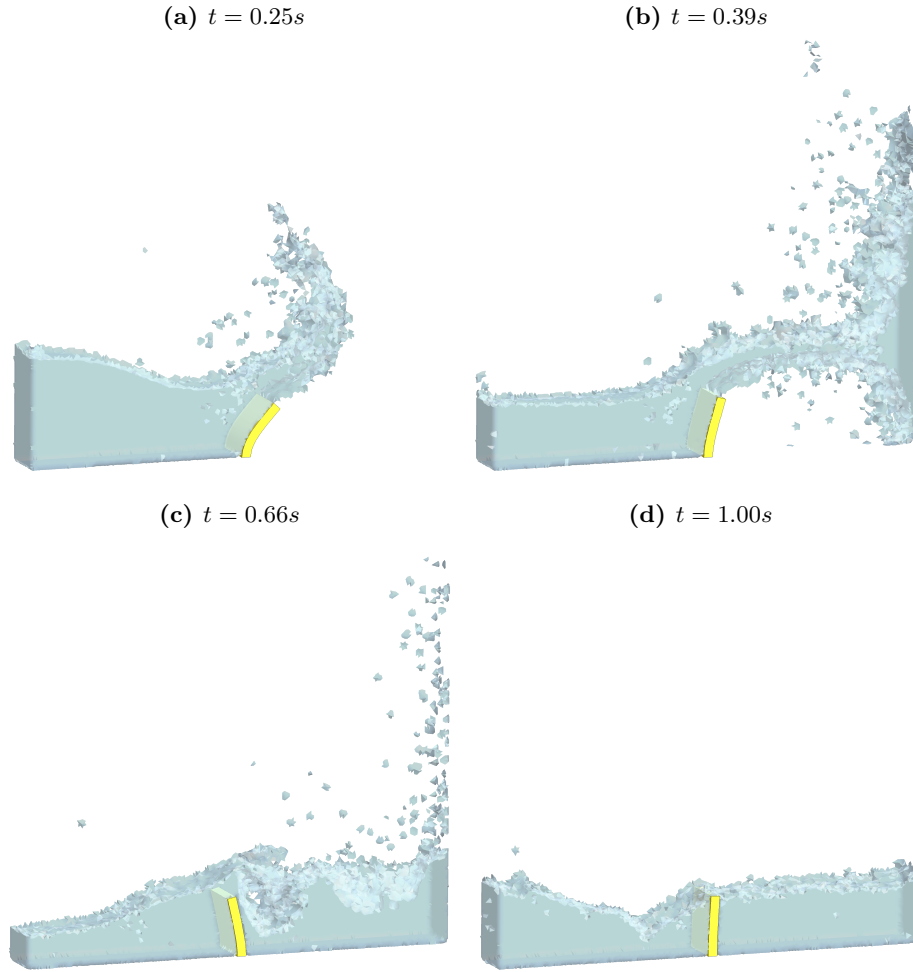 (a) t = 0.25s
(b) t = 0.39s
(c) t = 0.66s
(d) t = 1.00s